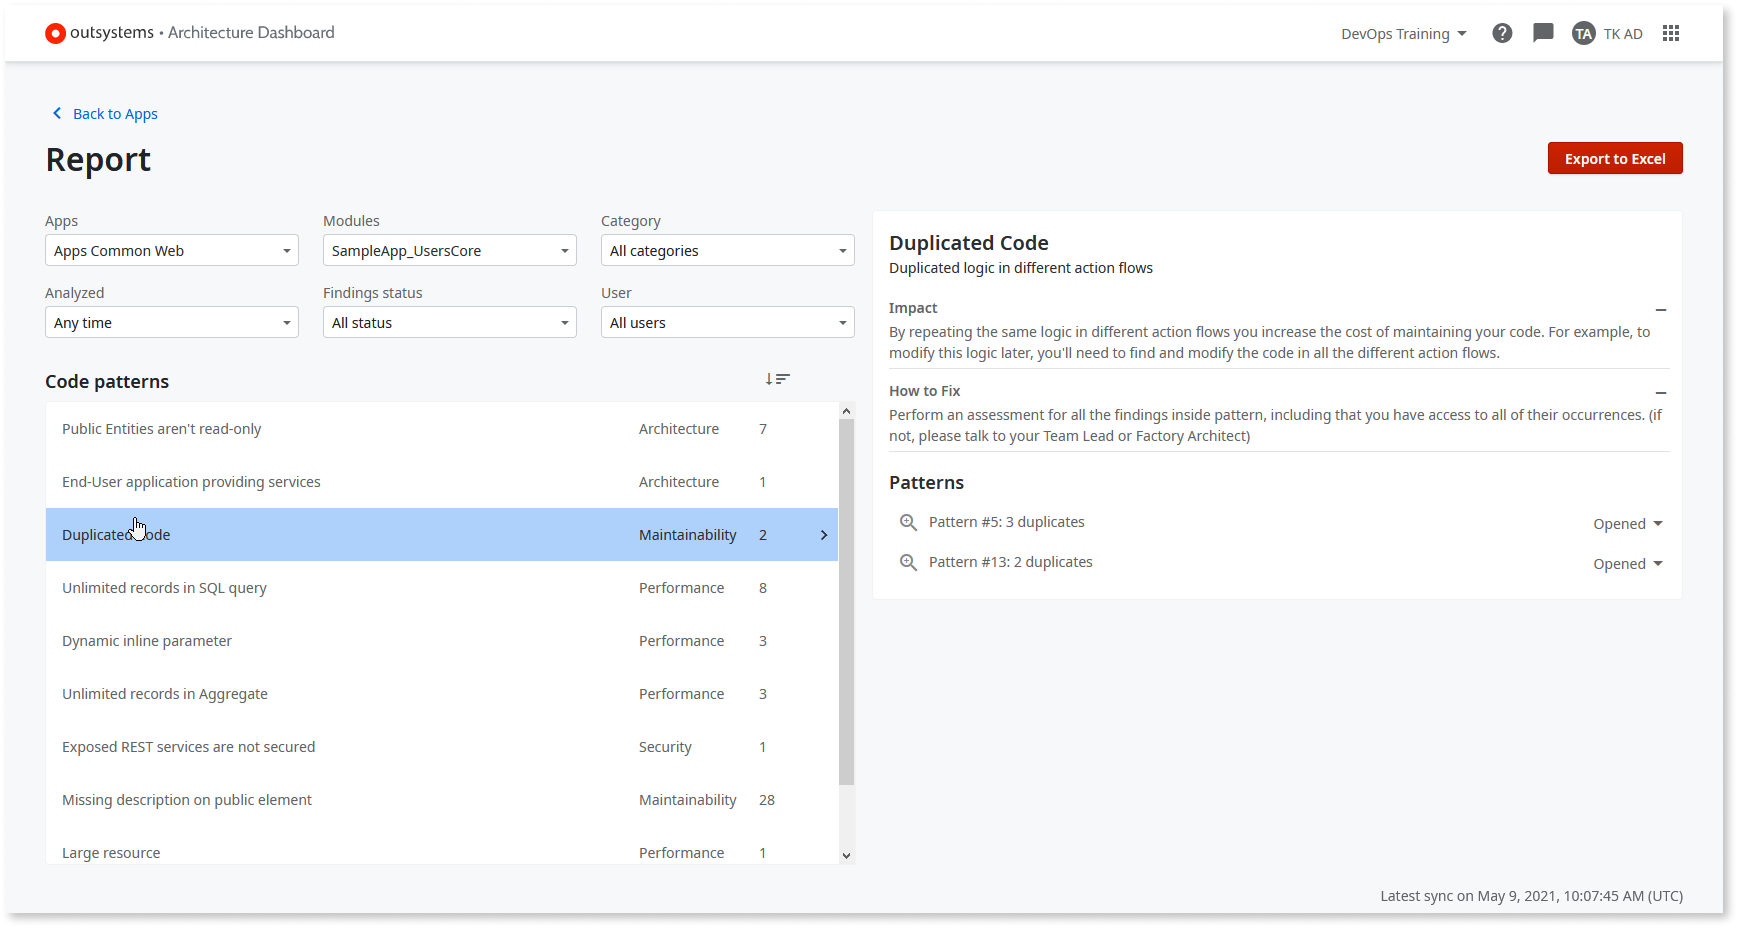 outsystems • Architecture Dashboard
DevOps Training
?
TA
TK AD
Back to Apps
Report
Export to Excel
Apps
Modules
Category
Apps Common Web
SampleApp_UsersCore
All categories
Analyzed
Findings status
User
Any time
All status
All users
Code patterns
Public Entities aren't read-only Architecture 7
End-User application providing services Architecture 1
Duplicated Code Maintainability 2
Unlimited records in SQL query Performance 8
Dynamic inline parameter Performance 3
Unlimited records in Aggregate Performance 3
Exposed REST services are not secured Security 1
Missing description on public element Maintainability 28
Large resource Performance 1
Duplicated Code
Duplicated logic in different action flows
Impact
By repeating the same logic in different action flows you increase the cost of maintaining your code. For example, to
modify this logic later, you'll need to find and modify the code in all the different action flows.
How to Fix
Perform an assessment for all the findings inside pattern, including that you have access to all of their occurrences. (if
not, please talk to your Team Lead or Factory Architect)
Patterns
Pattern #5: 3 duplicates Opened
Pattern #13: 2 duplicates Opened
Latest sync on May 9, 2021, 10:07:45 AM (UTC)